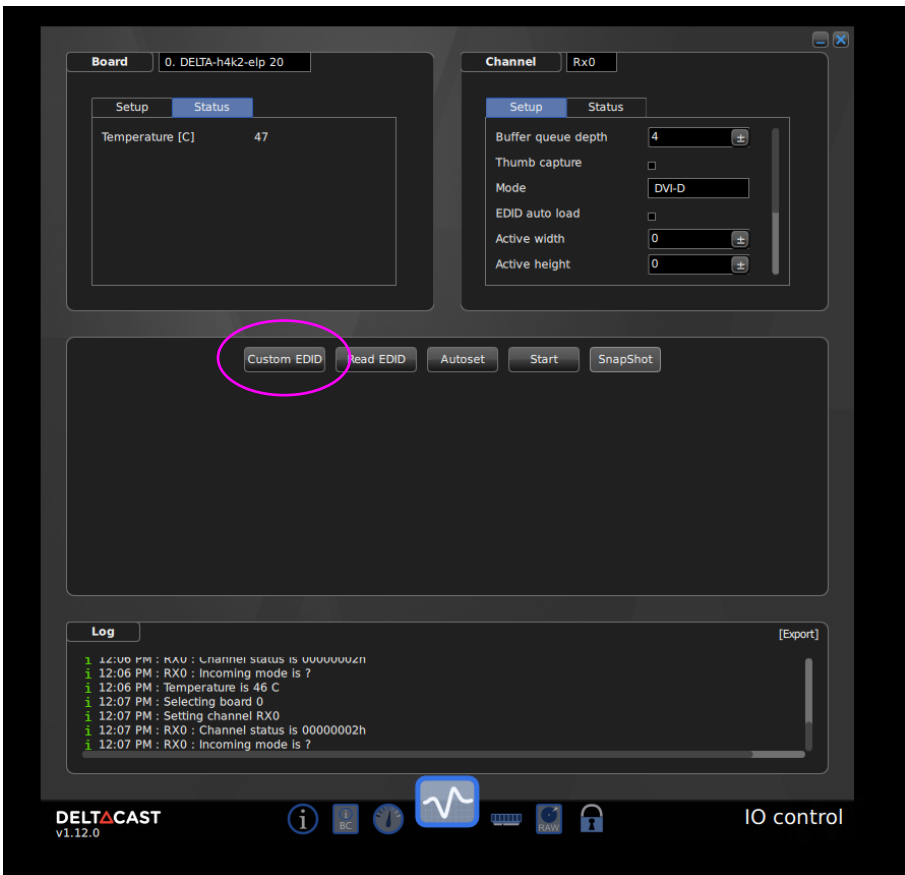 Board 0. DELTA-h4k2-elp 20
Setup Status
Temperature [C] 47
Channel Rx0
Setup Status
Buffer queue depth 4 ±
Thumb capture
Mode DVI-D
EDID auto load
Active width 0 ±
Active height 0 ±
Custom EDID Read EDID Autoset Start SnapShot
Log [Export]
i 12:06 PM : RX0 : Channel status is 00000002h
i 12:06 PM : RX0 : Incoming mode is ?
i 12:06 PM : Temperature is 46 C
i 12:07 PM : Selecting board 0
i 12:07 PM : Setting channel RX0
i 12:07 PM : RX0 : Channel status is 00000002h
i 12:07 PM : RX0 : Incoming mode is ?
DELTACAST
v1.12.0
i
i BC
RAW
IO control